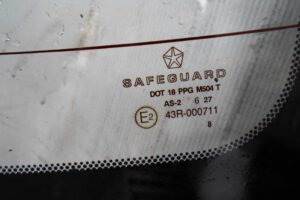 SAFEGUARD
DOT 18 PPG M504 T
AS-2 6 27
E2 43R-000711
8